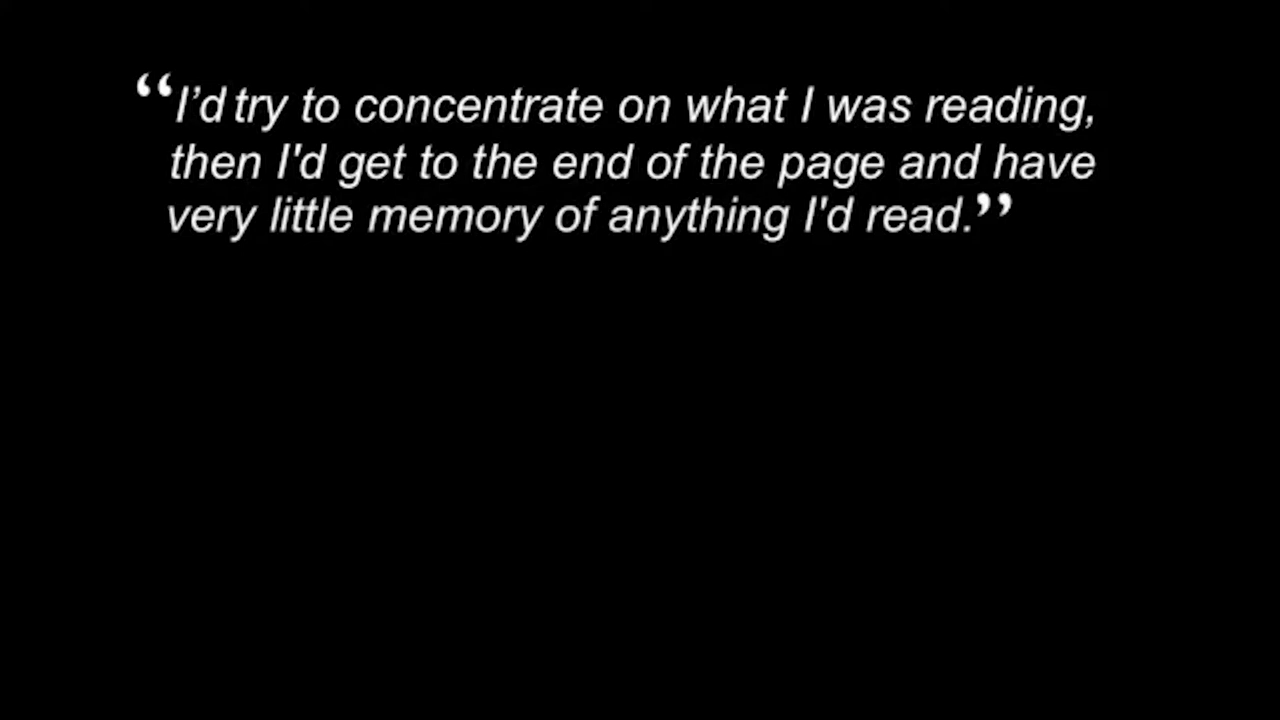 “I’d try to concentrate on what I was reading,
then I'd get to the end of the page and have
very little memory of anything I'd read.”